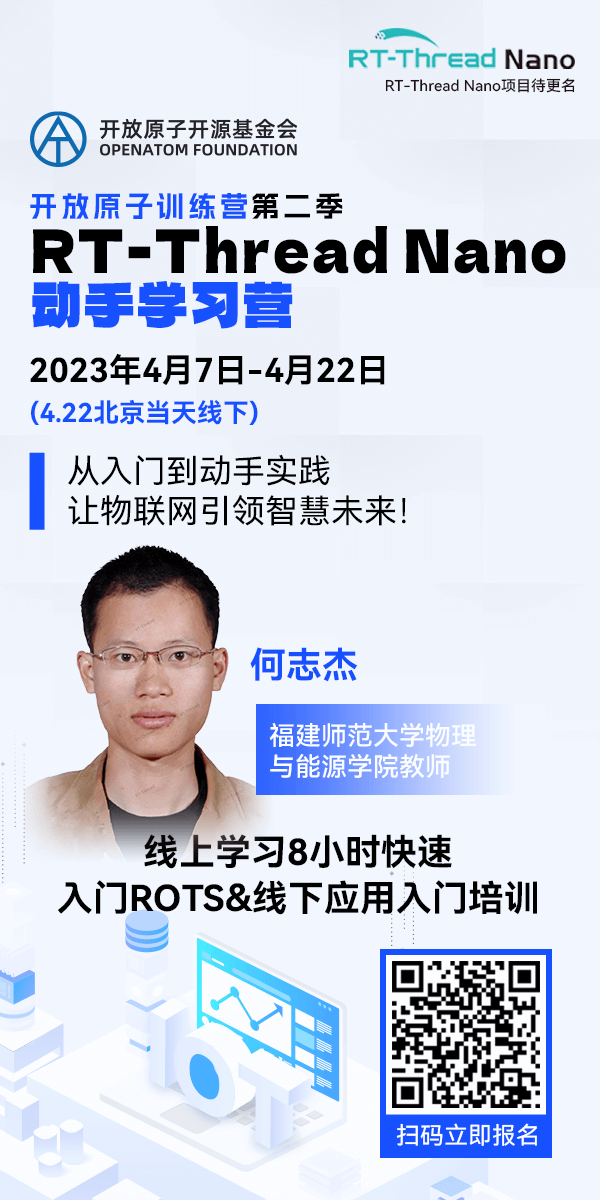 RT-Thread Nano
RT-Thread Nano项目待更名
开放原子开源基金会
OPENATOM FOUNDATION
开放原子训练营第二季
RT-Thread Nano
动手学习营
2023年4月7日-4月22日
(4.22北京当天线下)
从入门到动手实践
让物联网引领智慧未来!
何志杰
福建师范大学物理
与能源学院教师
线上学习8小时快速
入门ROTS&线下应用入门培训
IOT
扫码立即报名